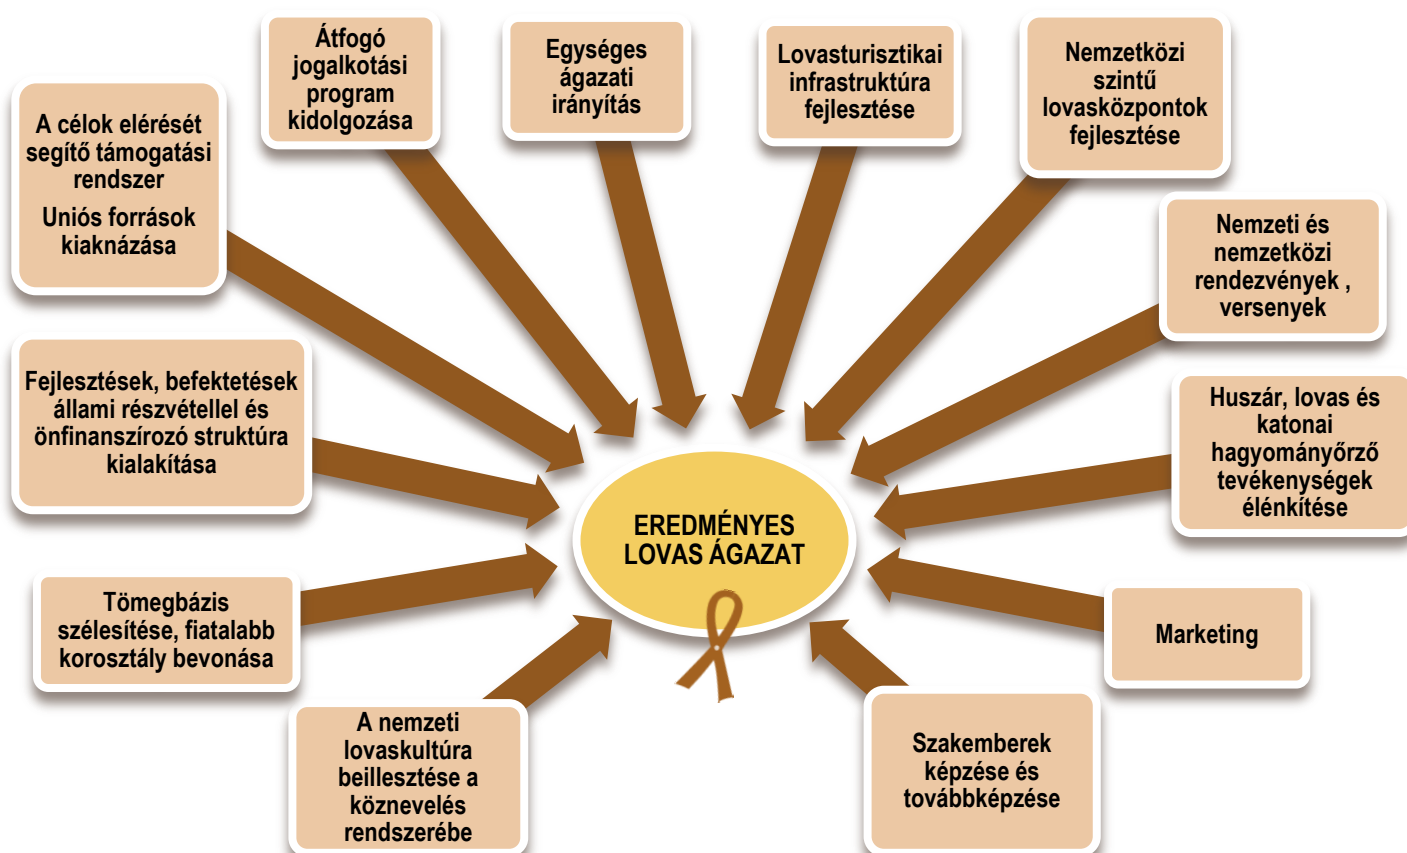 Átfogó
jogalkotási
program
kidolgozása
Egységes
ágazati
irányítás
Lovasturisztikai
infrastruktúra
fejlesztése
Nemzetközi
szintű
lovasközpontok
fejlesztése
A célok elérését
segítő támogatási
rendszer
Uniós források
kiaknázása
Nemzeti és
nemzetközi
rendezvények ,
versenyek
Fejlesztések, befektetések
állami részvétellel és
önfinanszírozó struktúra
kialakítása
Huszár, lovas és
katonai
hagyományőrző
tevékenységek
élénkítése
EREDMÉNYES
LOVAS ÁGAZAT
Tömegbázis
szélesítése, fiatalabb
korosztály bevonása
Marketing
A nemzeti
lovaskultúra
beillesztése a
köznevelés
rendszerébe
Szakemberek
képzése és
továbbképzése